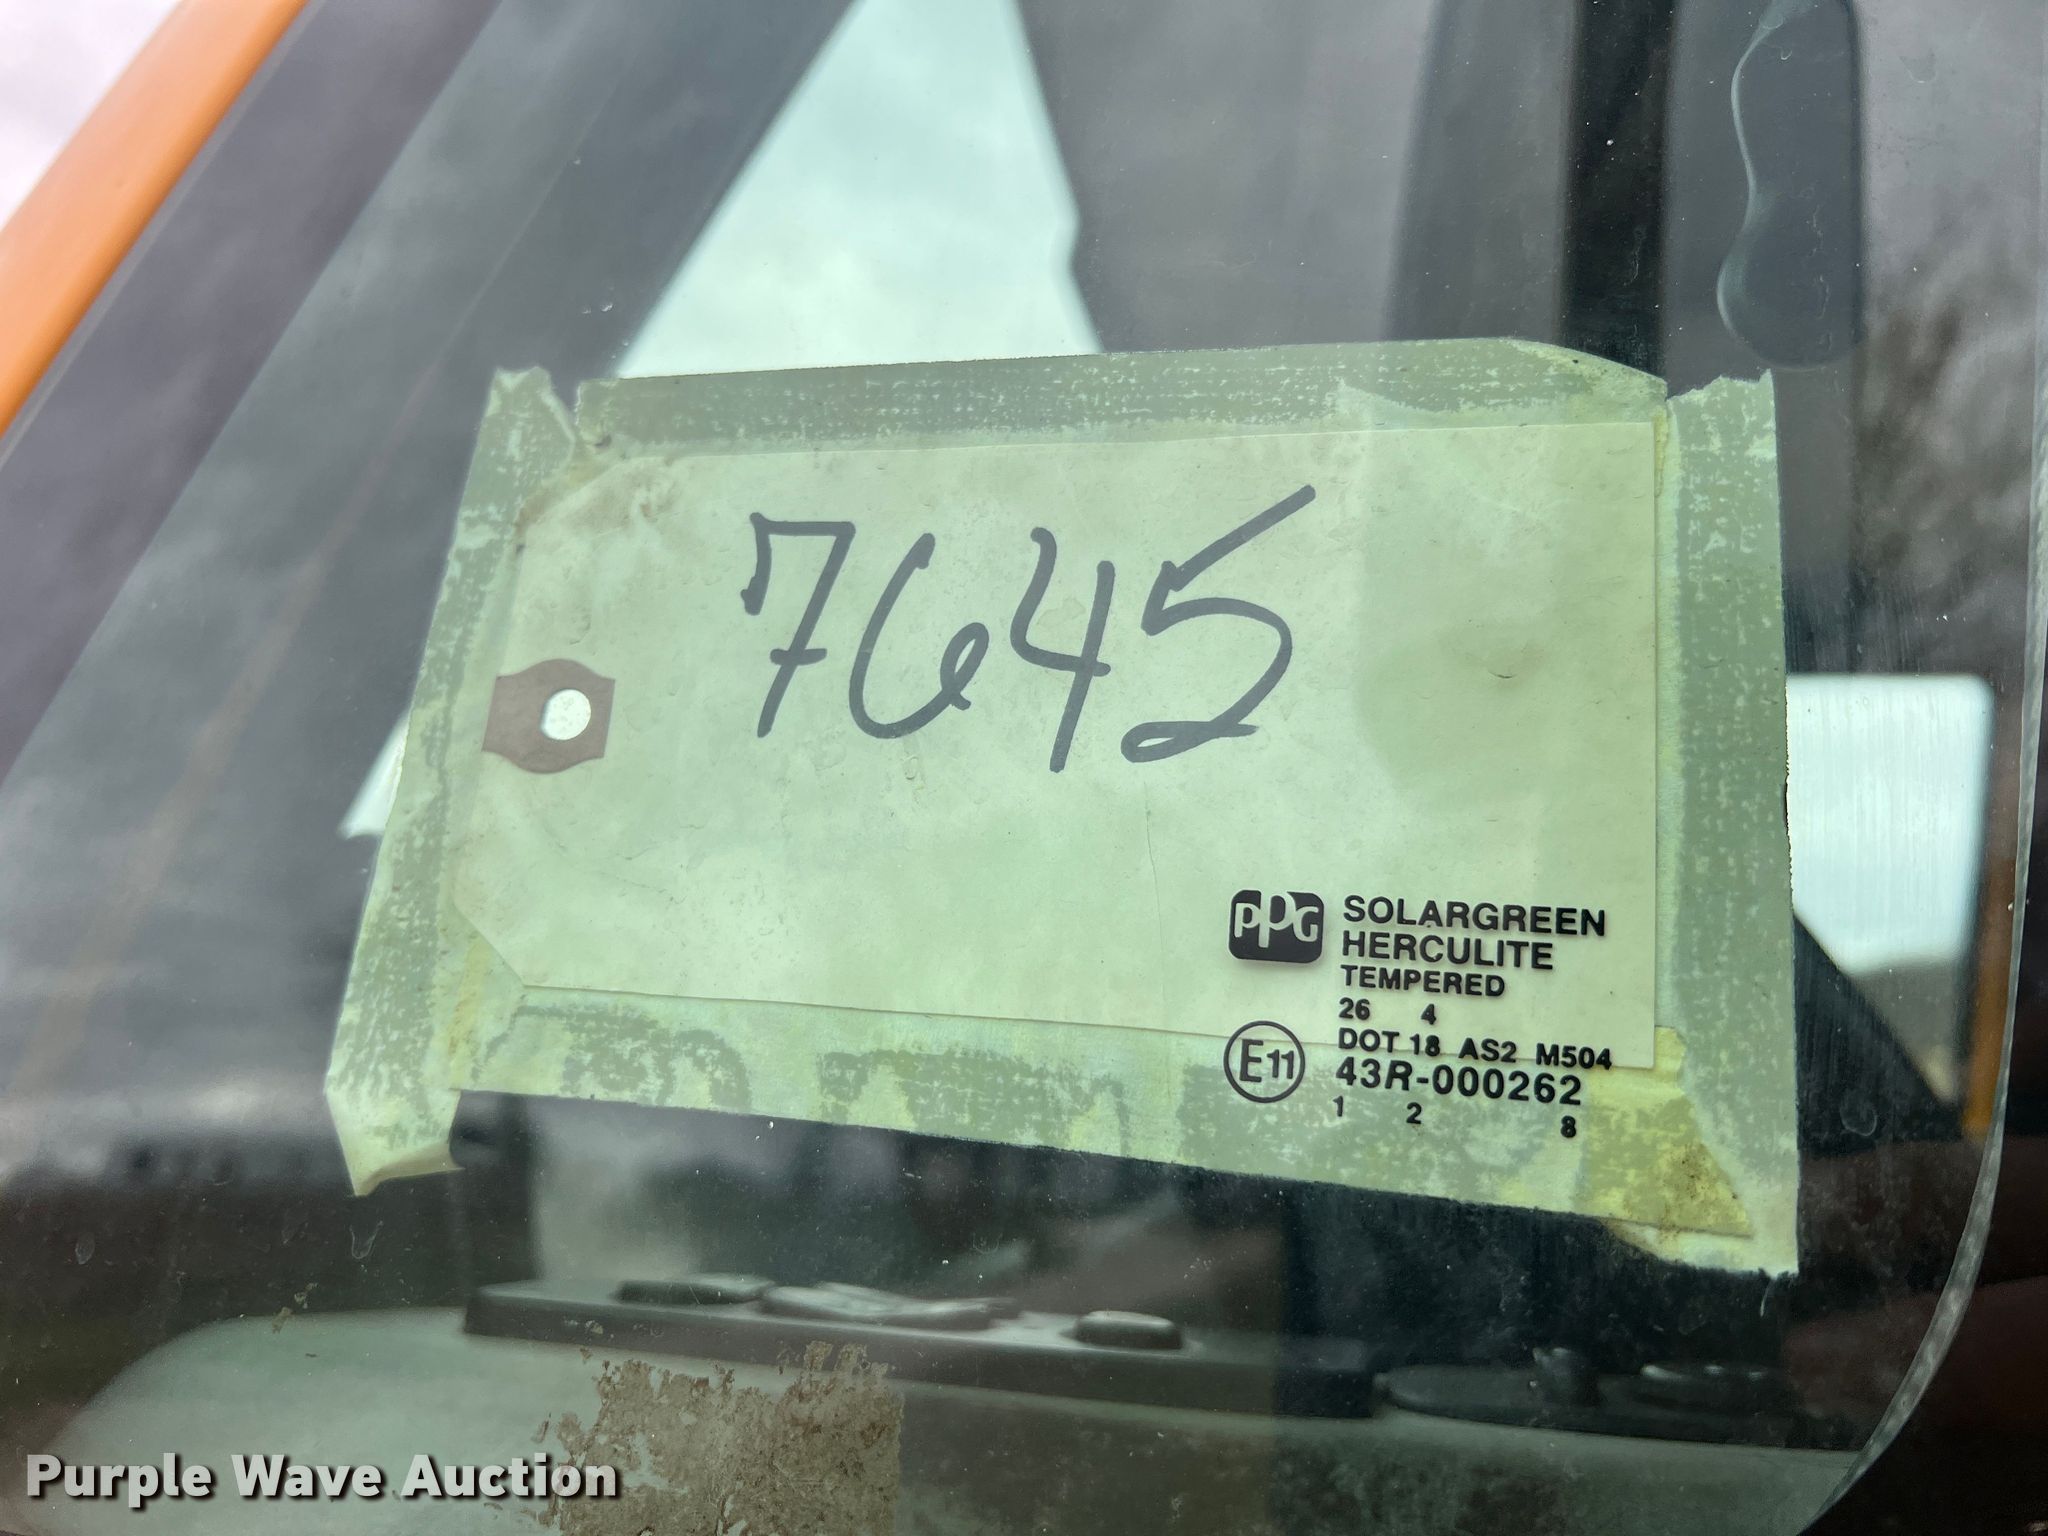 7645
PPG
SOLARGREEN
HERCULITE
TEMPERED
26 4
DOT 18 AS2 M504
E11
43R-000262
1 2 8
Purple Wave Auction